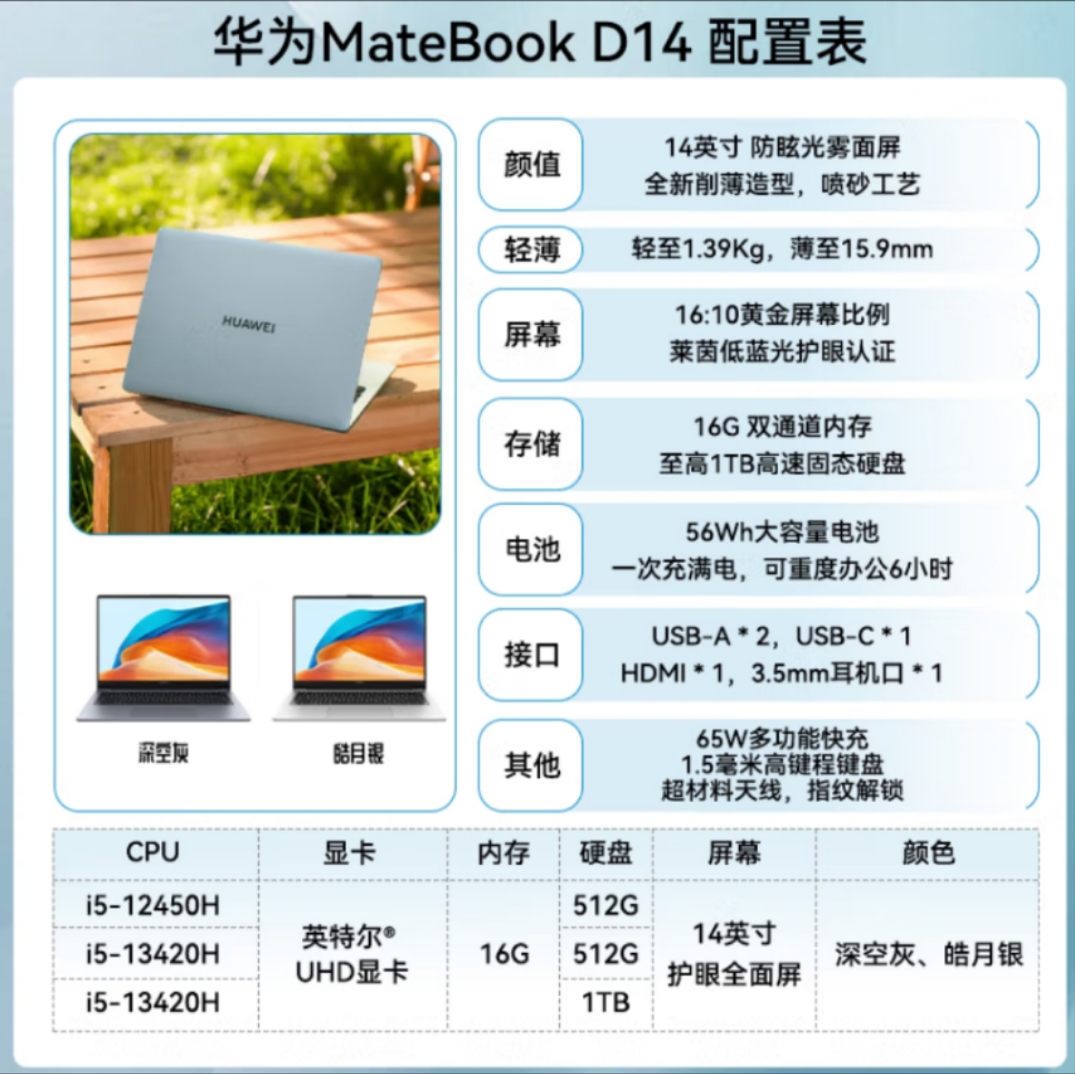 华为MateBook D14 配置表
HUAWEI
深空灰
皓月银
颜值
14英寸 防眩光雾面屏
全新削薄造型，喷砂工艺
轻薄
轻至1.39Kg，薄至15.9mm
屏幕
16:10黄金屏幕比例
莱茵低蓝光护眼认证
存储
16G 双通道内存
至高1TB高速固态硬盘
电池
56Wh大容量电池
一次充满电，可重度办公6小时
接口
USB-A * 2，USB-C * 1
HDMI * 1，3.5mm耳机口 * 1
其他
65W多功能快充
1.5毫米高键程键盘
超材料天线，指纹解锁
CPU 显卡 内存 硬盘 屏幕 颜色
i5-12450H 512G
英特尔®
UHD显卡
i5-13420H 16G 512G
14英寸
护眼全面屏
深空灰、皓月银
i5-13420H 1TB